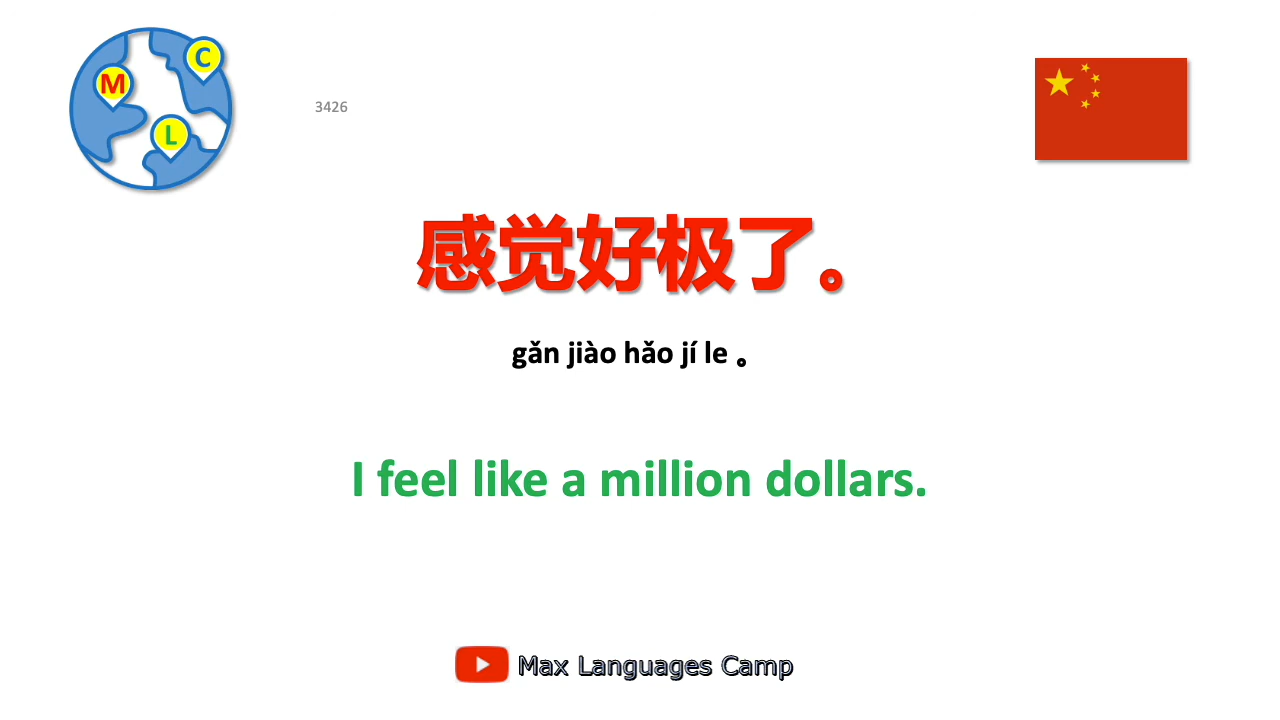 C
M
L
3426
感觉好极了。
gǎn jiào hǎo jí le 。
I feel like a million dollars.
Max Languages Camp